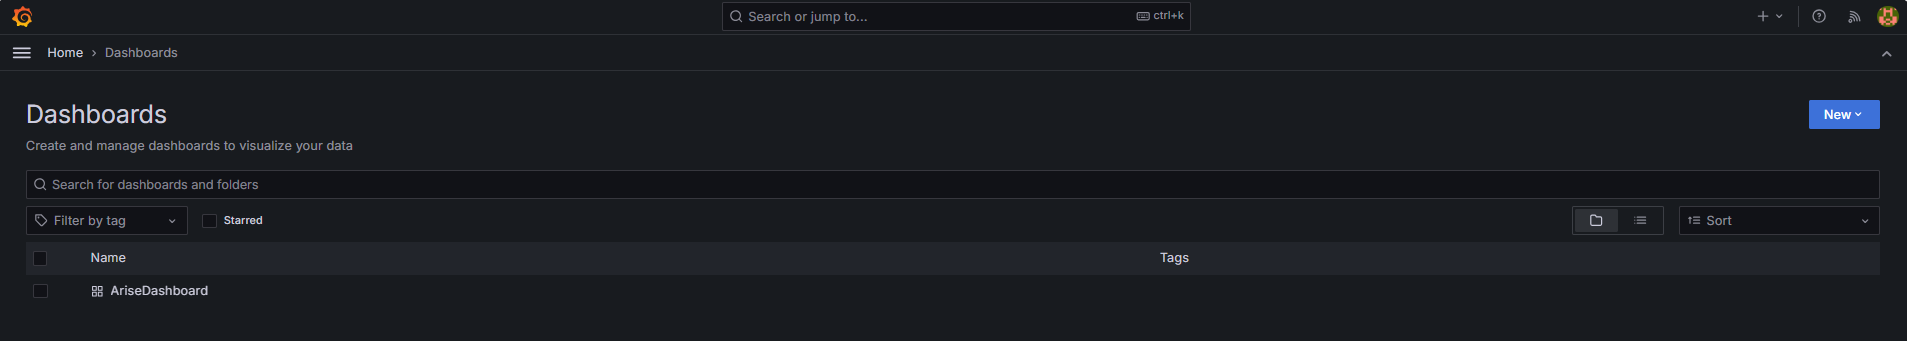 Search or jump to... ctrl+k
Home › Dashboards
Dashboards
New
Create and manage dashboards to visualize your data
Search for dashboards and folders
Filter by tag Starred Sort
Name Tags
AriseDashboard